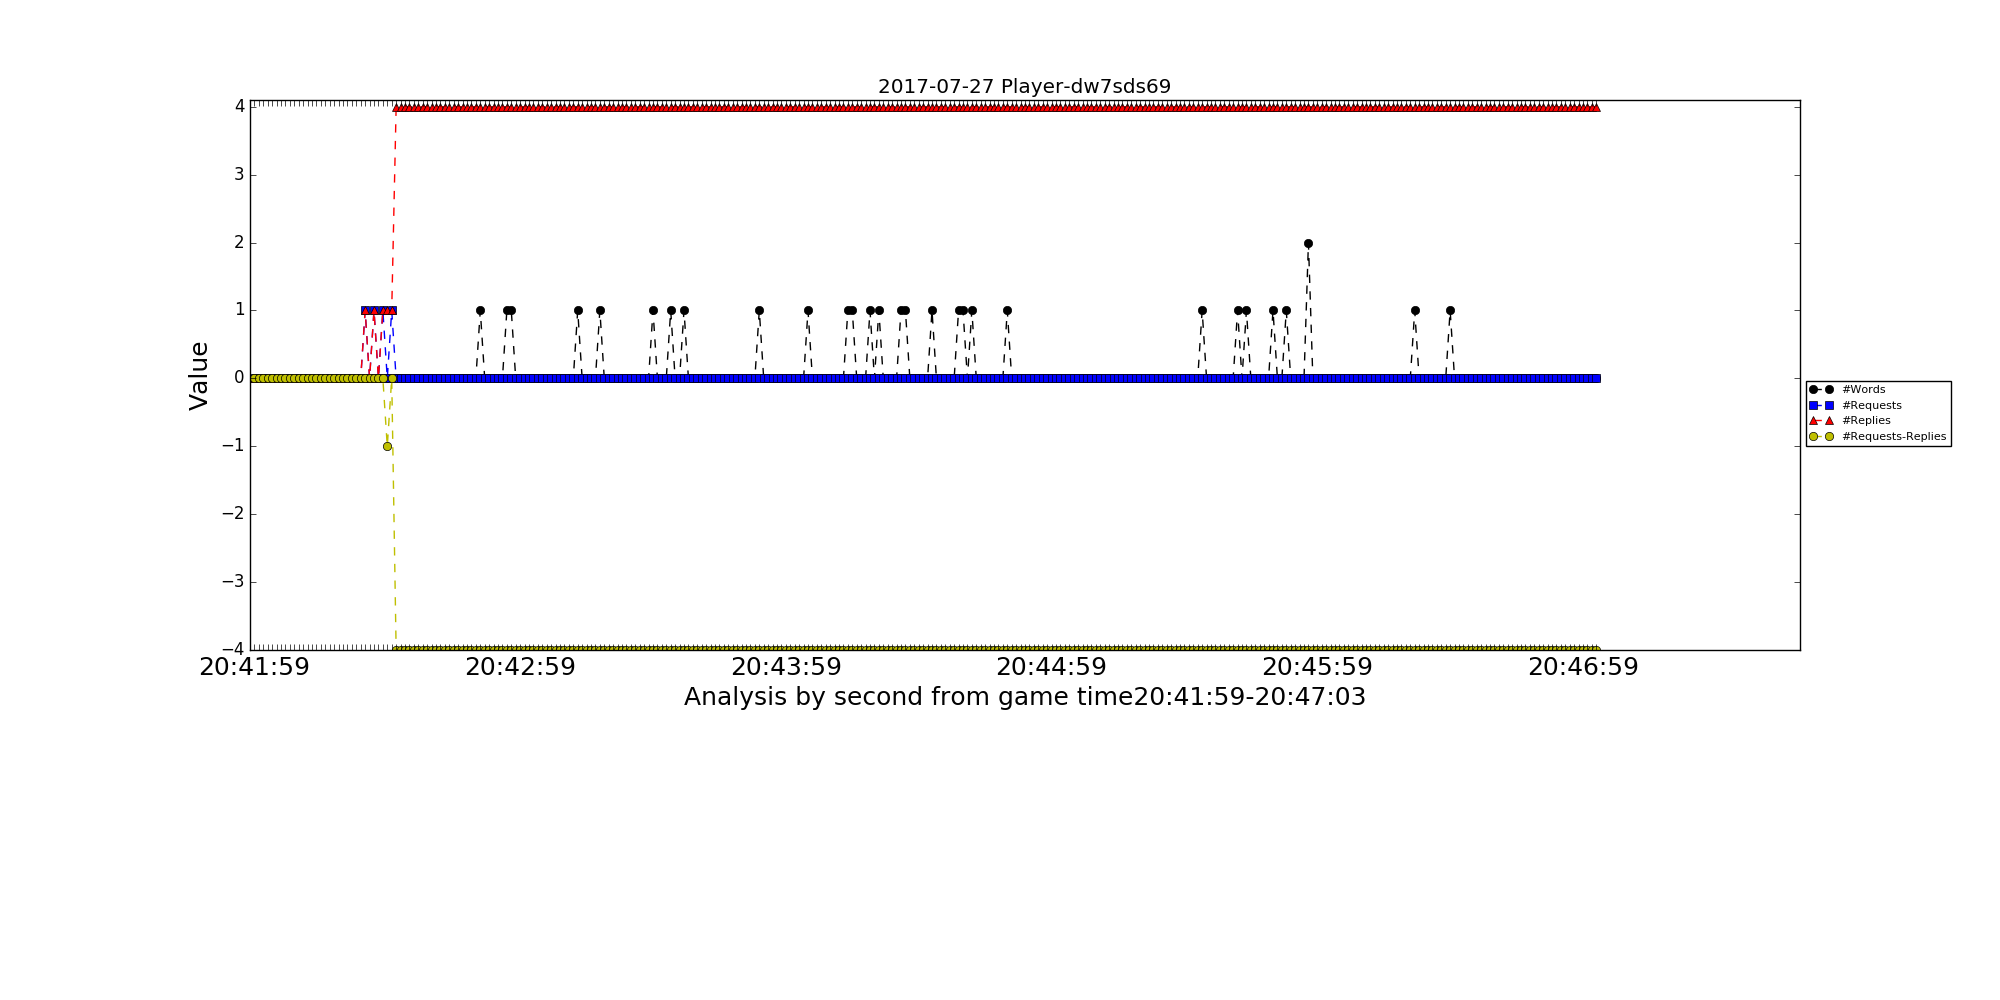 2017-07-27 Player-dw7sds69
4
3
2
1
0
−1
−2
−3
−4
Value
20:41:59 20:42:59 20:43:59 20:44:59 20:45:59 20:46:59
Analysis by second from game time20:41:59-20:47:03
#Words
#Requests
#Replies
#Requests-Replies